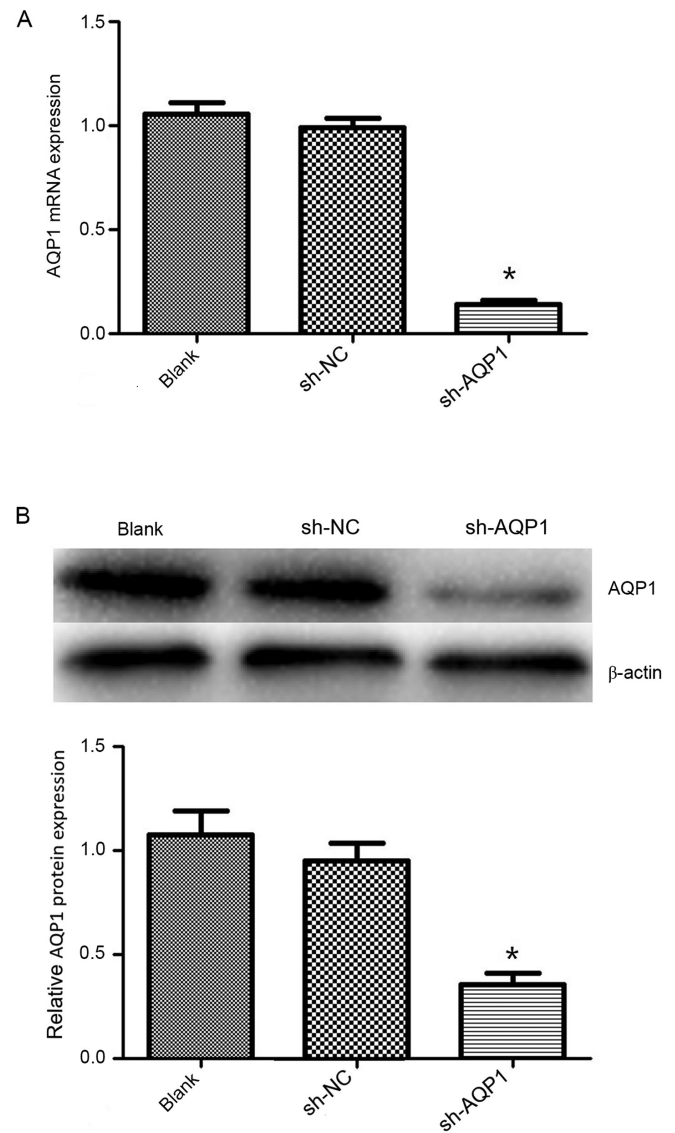 A
1.5
1.0
0.5
0.0
AQP1 mRNA expression
*
Blank
sh-NC
sh-AQP1
B
Blank sh-NC sh-AQP1
AQP1
β-actin
1.5
1.0
0.5
0.0
Relative AQP1 protein expression
*
Blank
sh-NC
sh-AQP1